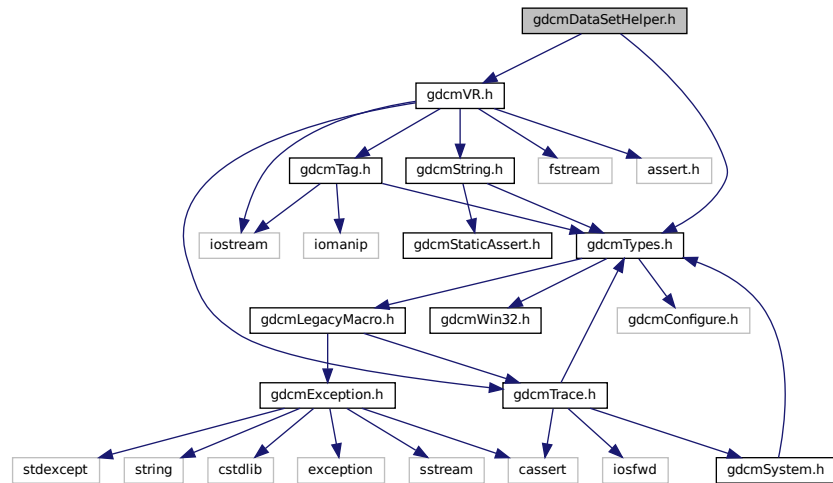 gdcmDataSetHelper.h
gdcmVR.h
gdcmTag.h
gdcmString.h
fstream
assert.h
iostream
iomanip
gdcmStaticAssert.h
gdcmTypes.h
gdcmLegacyMacro.h
gdcmWin32.h
gdcmConfigure.h
gdcmException.h
gdcmTrace.h
stdexcept
string
cstdlib
exception
sstream
cassert
iosfwd
gdcmSystem.h